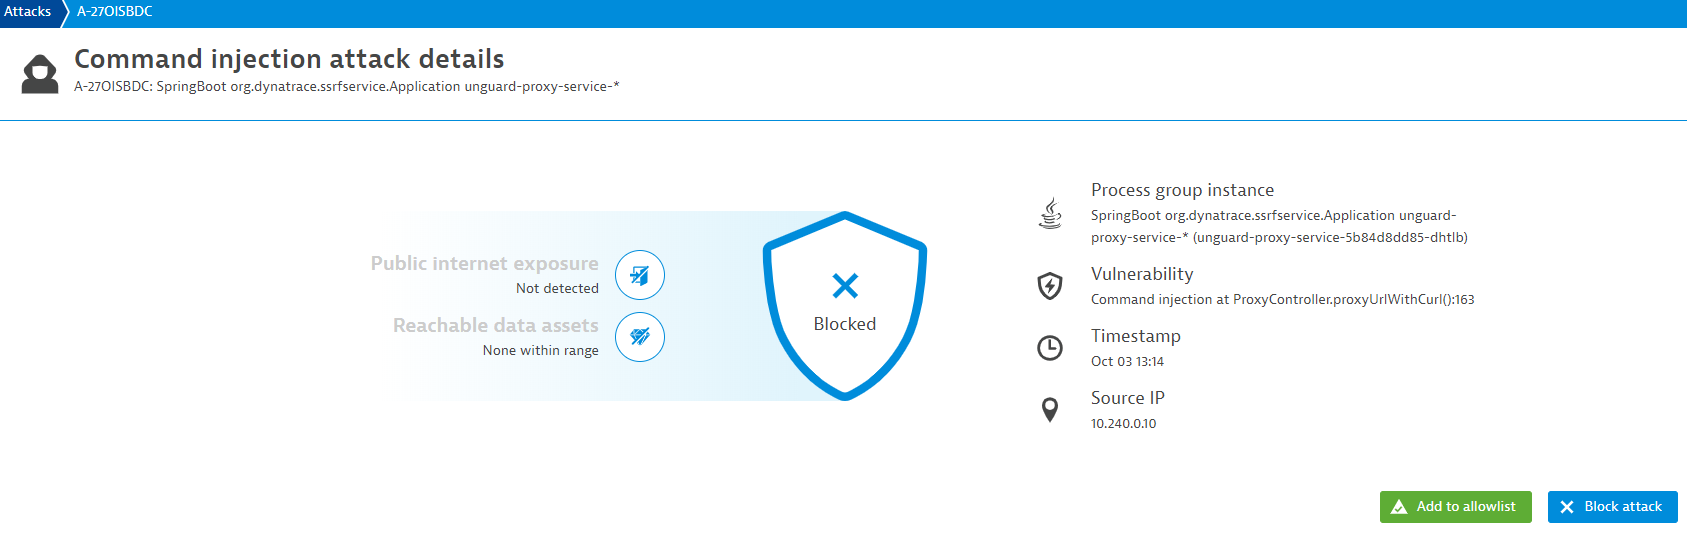 Attacks
A-27OISBDC
Command injection attack details
A-27OISBDC: SpringBoot org.dynatrace.ssrfservice.Application unguard-proxy-service-*
Public internet exposure
Not detected
Reachable data assets
None within range
Blocked
Process group instance
SpringBoot org.dynatrace.ssrfservice.Application unguard-
proxy-service-* (unguard-proxy-service-5b84d8dd85-dhtlb)
Vulnerability
Command injection at ProxyController.proxyUrlWithCurl():163
Timestamp
Oct 03 13:14
Source IP
10.240.0.10
Add to allowlist
Block attack